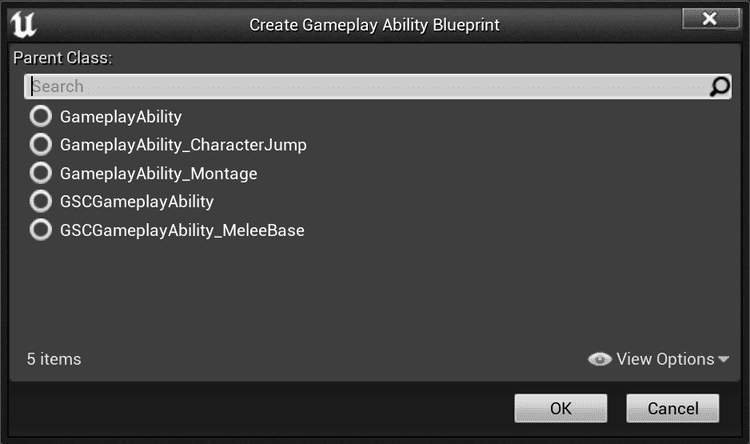 Create Gameplay Ability Blueprint
Parent Class:
Search
GameplayAbility
GameplayAbility_CharacterJump
GameplayAbility_Montage
GSCGameplayAbility
GSCGameplayAbility_MeleeBase
5 items View Options
OK Cancel